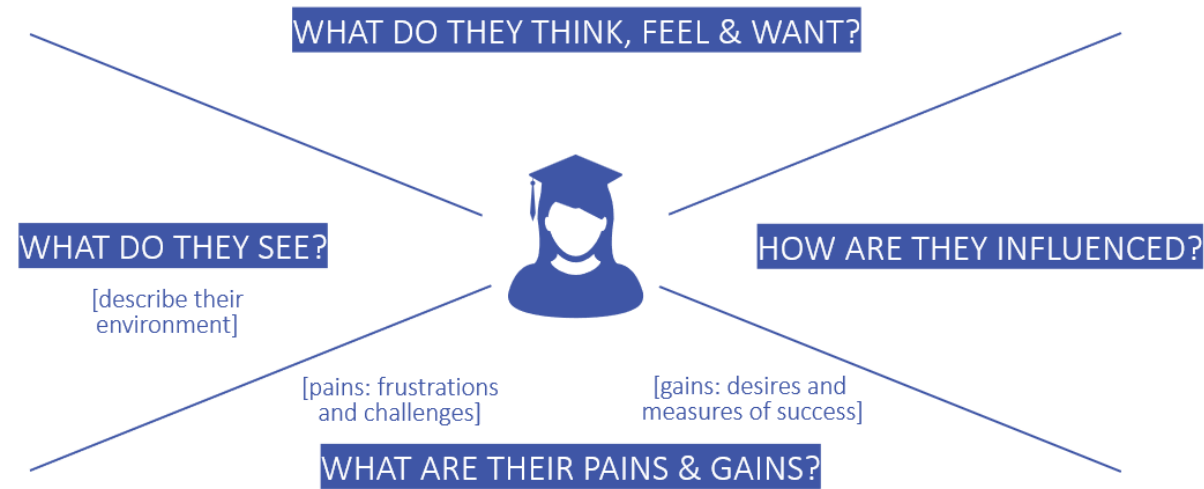 WHAT DO THEY THINK, FEEL & WANT?
WHAT DO THEY SEE?
[describe their
environment]
HOW ARE THEY INFLUENCED?
[pains: frustrations
and challenges]
[gains: desires and
measures of success]
WHAT ARE THEIR PAINS & GAINS?